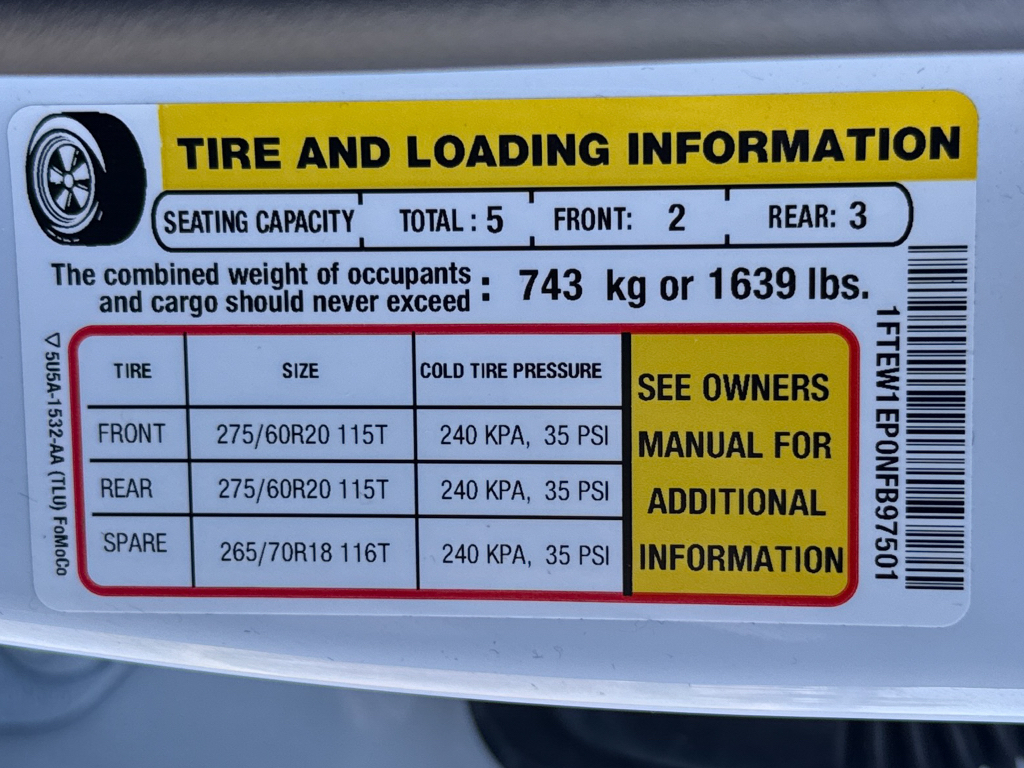 TIRE AND LOADING INFORMATION
SEATING CAPACITY TOTAL : 5 FRONT: 2 REAR: 3
The combined weight of occupants
and cargo should never exceed : 743 kg or 1639 lbs.
TIRE SIZE COLD TIRE PRESSURE
FRONT 275/60R20 115T 240 KPA, 35 PSI
REAR 275/60R20 115T 240 KPA, 35 PSI
SPARE 265/70R18 116T 240 KPA, 35 PSI
SEE OWNERS
MANUAL FOR
ADDITIONAL
INFORMATION
5U5A-1532-AA (TLU) FoMoCo
1FTEW1EP0NFB97501